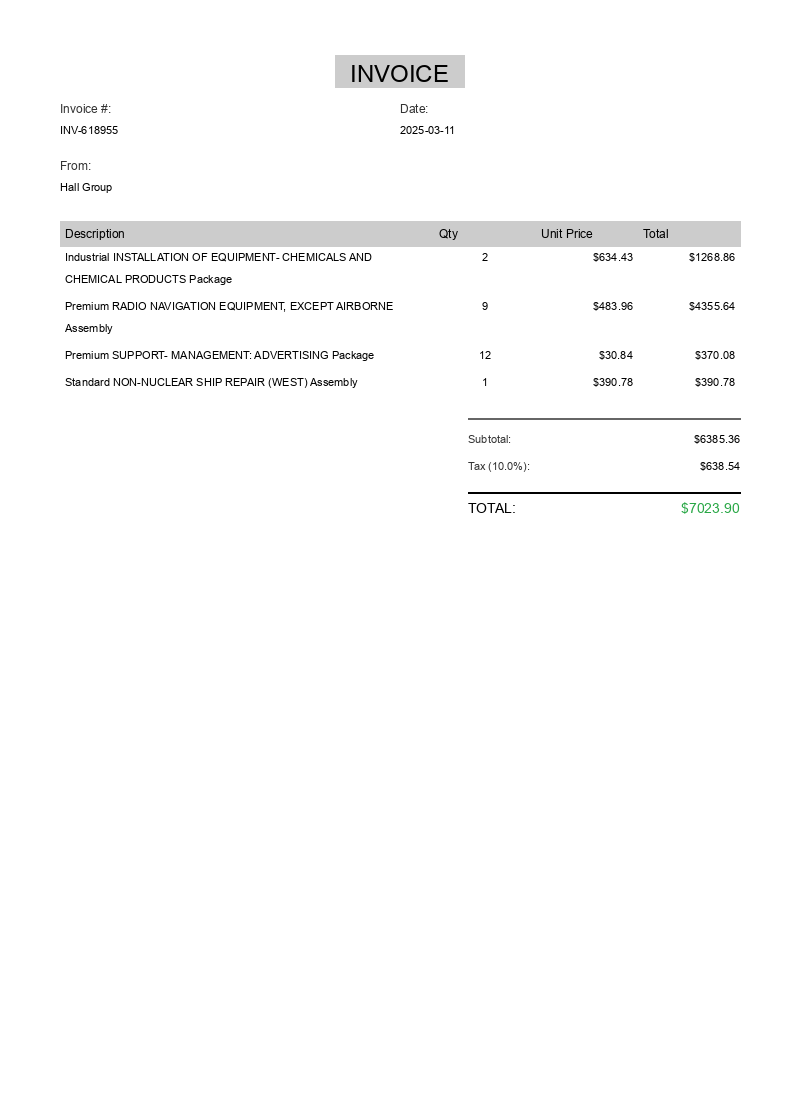 INVOICE
Invoice #: Date:
INV-618955 2025-03-11
From:
Hall Group
Description Qty Unit Price Total
Industrial INSTALLATION OF EQUIPMENT- CHEMICALS AND 2 $634.43 $1268.86
CHEMICAL PRODUCTS Package
Premium RADIO NAVIGATION EQUIPMENT, EXCEPT AIRBORNE 9 $483.96 $4355.64
Assembly
Premium SUPPORT- MANAGEMENT: ADVERTISING Package 12 $30.84 $370.08
Standard NON-NUCLEAR SHIP REPAIR (WEST) Assembly 1 $390.78 $390.78
Subtotal: $6385.36
Tax (10.0%): $638.54
TOTAL: $7023.90